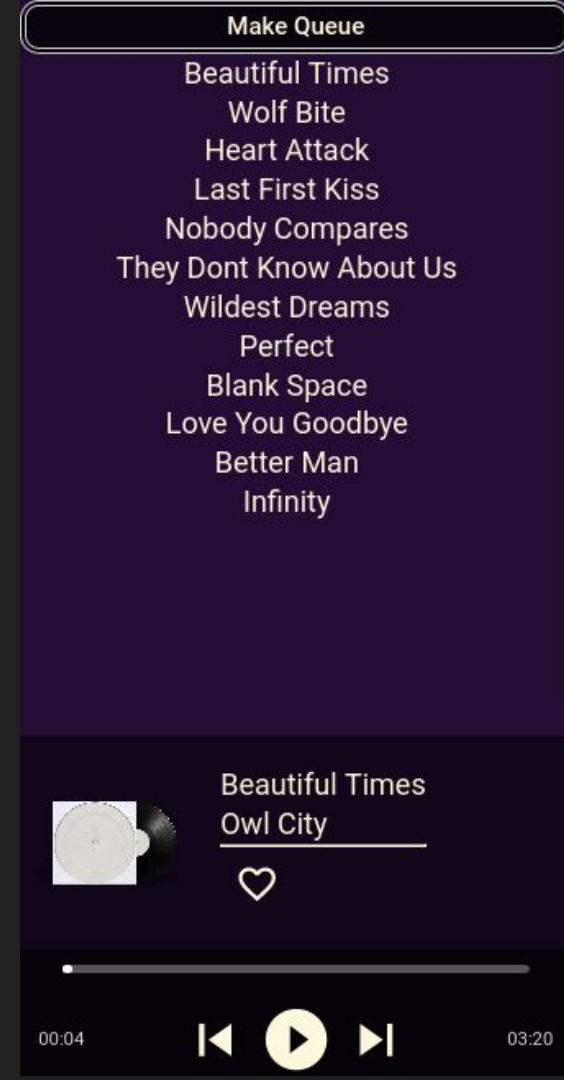 Make Queue
Beautiful Times
Wolf Bite
Heart Attack
Last First Kiss
Nobody Compares
They Dont Know About Us
Wildest Dreams
Perfect
Blank Space
Love You Goodbye
Better Man
Infinity
Beautiful Times
Owl City
00:04
03:20